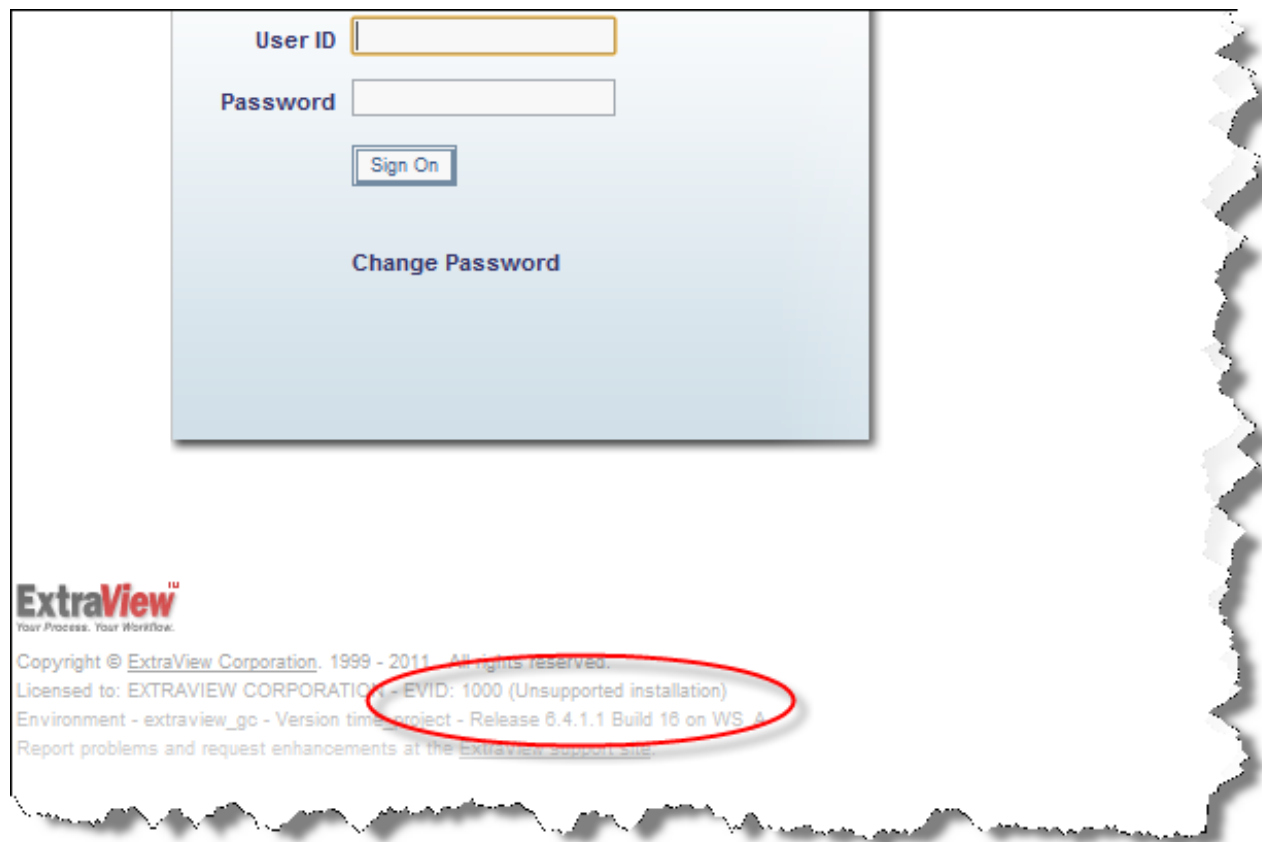 User ID
Password
Sign On
Change Password
ExtraView™
Your Process. Your Workflow.
Copyright © ExtraView Corporation. 1999 - 2011 - All rights reserved.
Licensed to: EXTRAVIEW CORPORATION - EVID: 1000 (Unsupported installation)
Environment - extraview_gc - Version time_project - Release 6.4.1.1 Build 16 on WS_A
Report problems and request enhancements at the ExtraView support site.